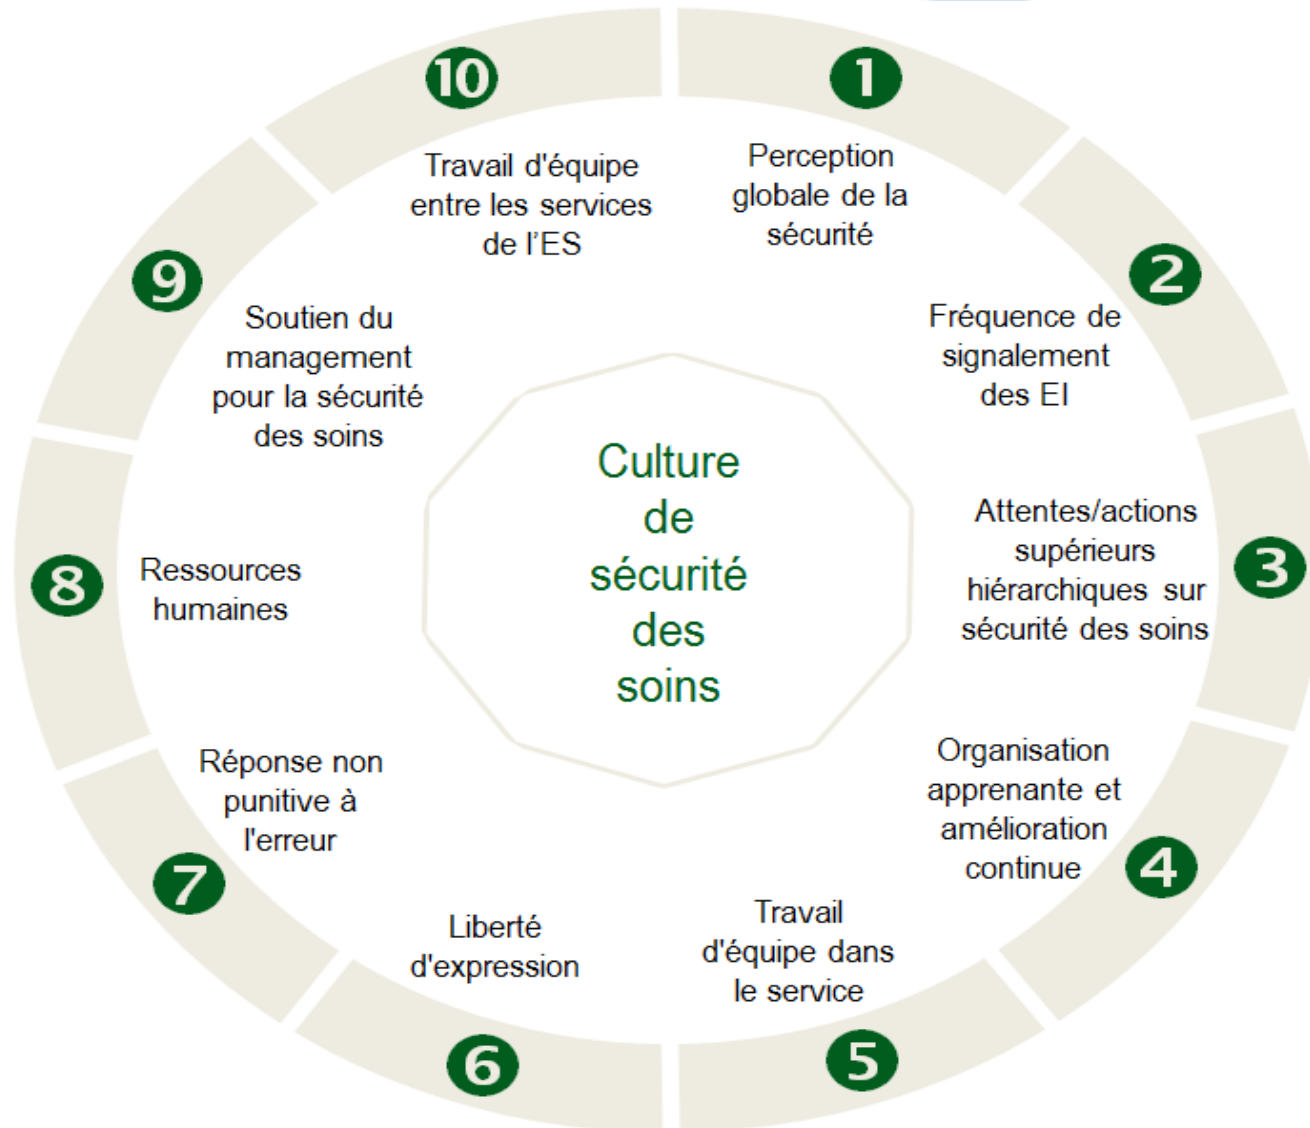 1
Perception
globale de la
sécurité
2
Fréquence de
signalement
des EI
3
Attentes/actions
supérieurs
hiérarchiques sur
sécurité des soins
4
Organisation
apprenante et
amélioration
continue
5
Travail
d'équipe dans
le service
6
Liberté
d'expression
7
Réponse non
punitive à
l'erreur
8
Ressources
humaines
9
Soutien du
management
pour la sécurité
des soins
10
Travail d'équipe
entre les services
de l'ES
Culture
de
sécurité
des
soins